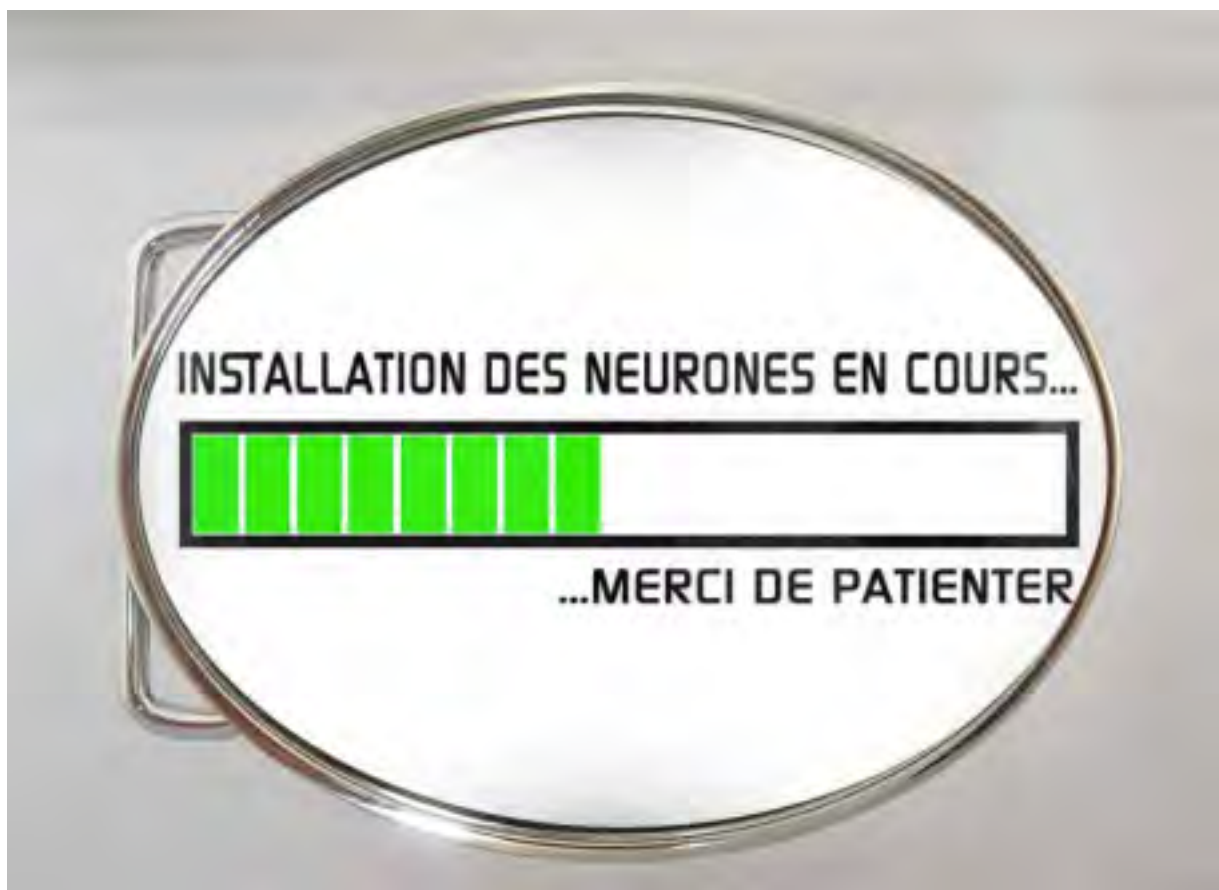 INSTALLATION DES NEURONES EN COURS...
...MERCI DE PATIENTER